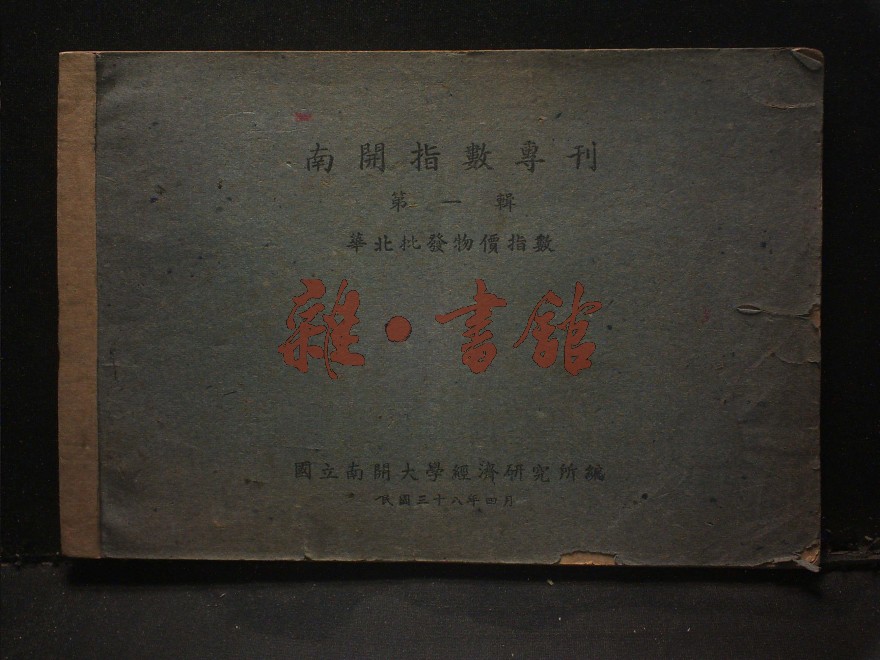 南開指數專刊
第一輯
華北批發物價指數
雜·書館
國立南開大學經濟研究所編
民國三十八年四月